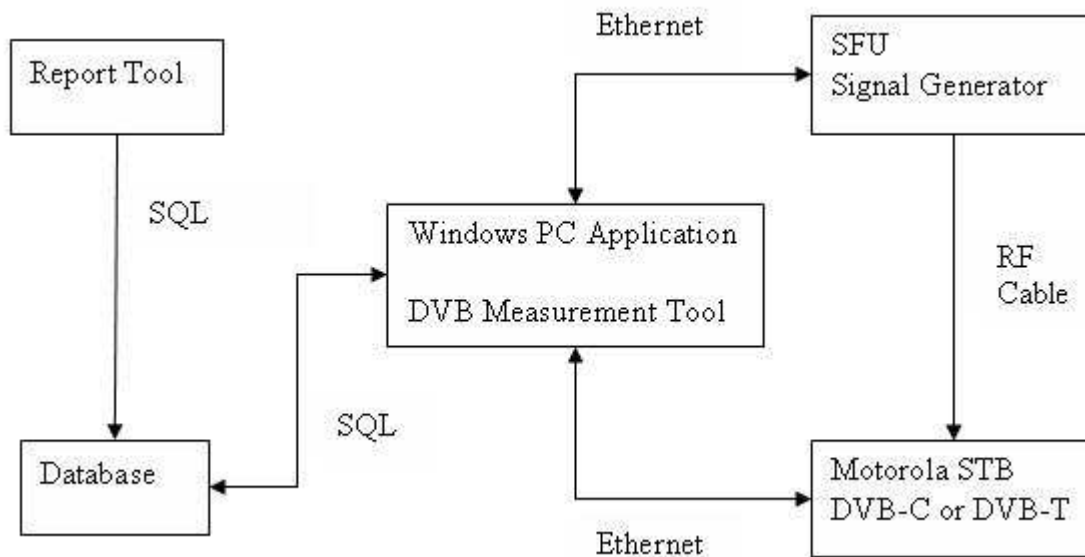 Ethernet
SFU
Signal Generator
Report Tool
SQL
Windows PC Application
DVB Measurement Tool
RF
Cable
SQL
Database
Motorola STB
DVB-C or DVB-T
Ethernet